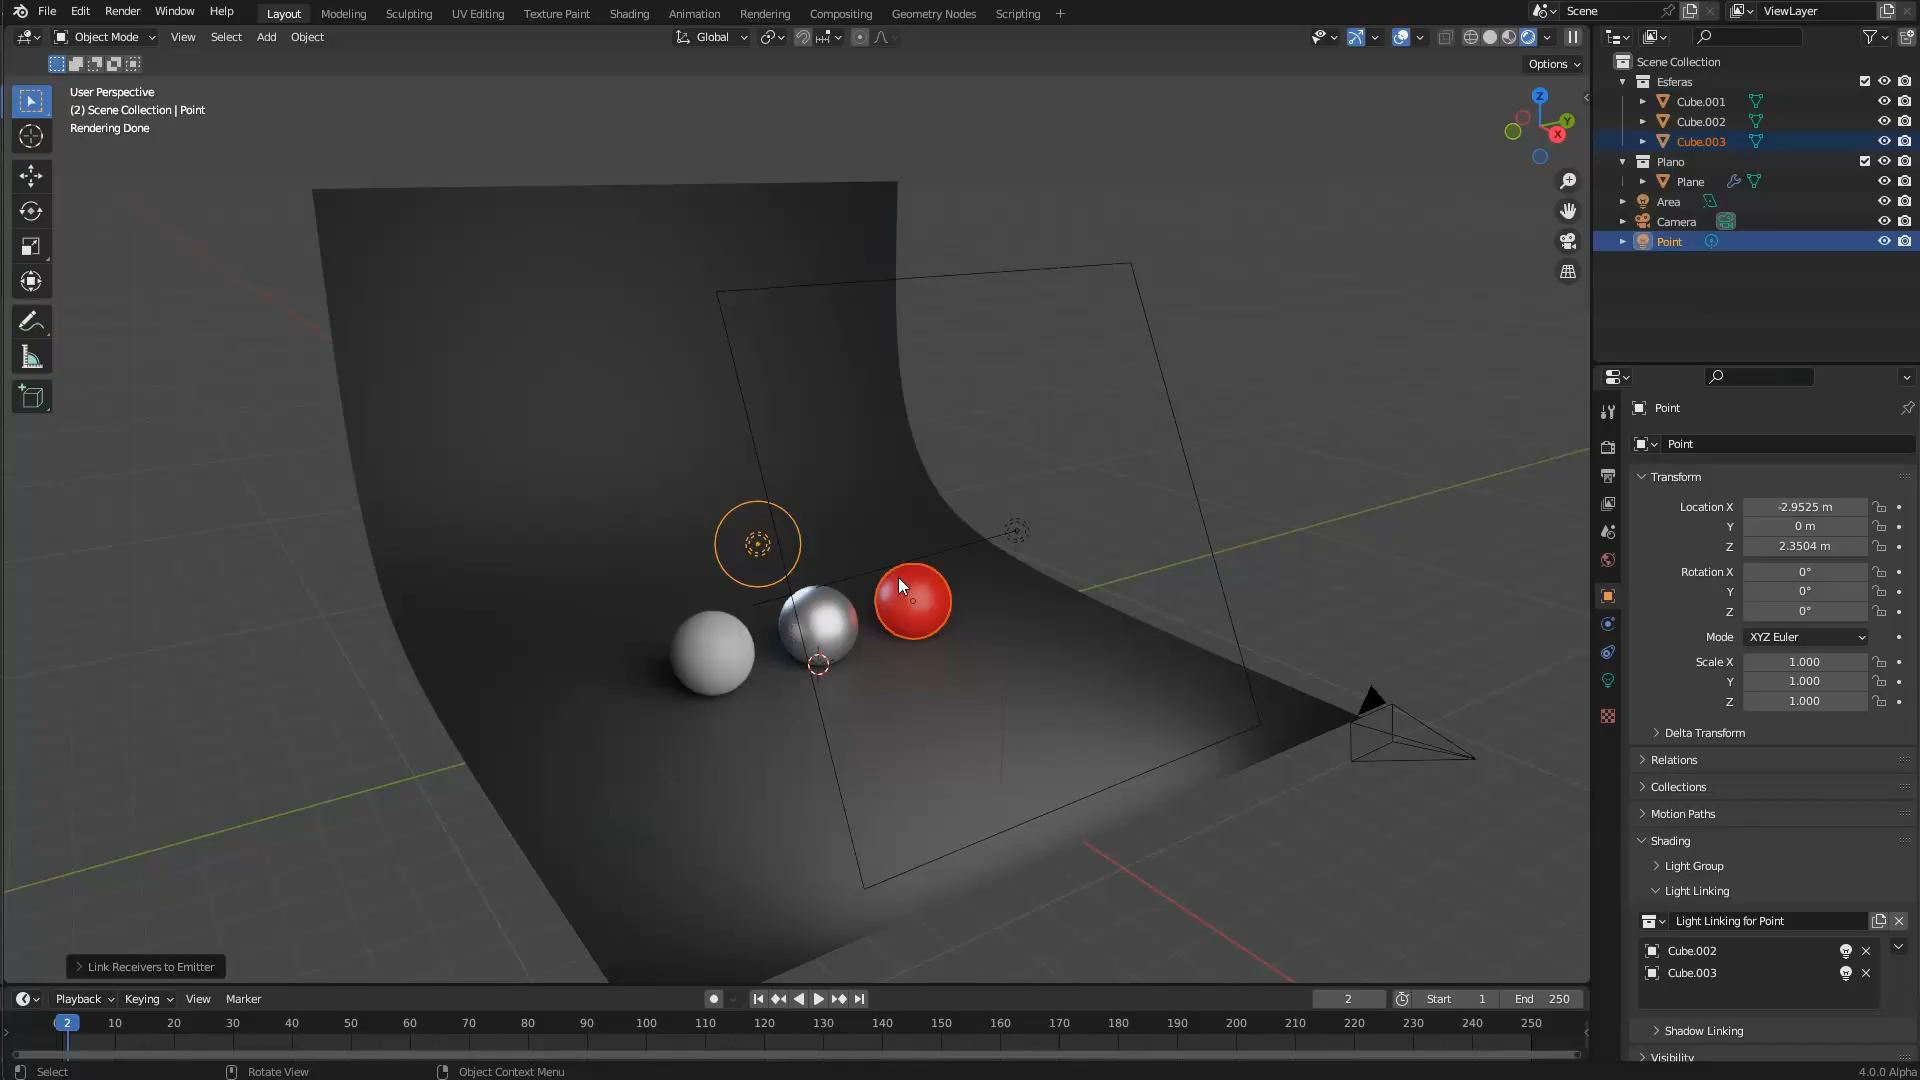 File Edit Render Window Help Layout Modeling Sculpting UV Editing Texture Paint Shading Animation Rendering Compositing Geometry Nodes Scripting + Scene ViewLayer
Object Mode View Select Add Object Global
Options
User Perspective
(2) Scene Collection | Point
Rendering Done
Z
Y
X
Scene Collection
Esferas
Cube.001
Cube.002
Cube.003
Plano
Plane
Area
Camera
Point
Point
Point
Transform
Location X -2.9525 m
Y 0 m
Z 2.3504 m
Rotation X 0°
Y 0°
Z 0°
Mode XYZ Euler
Scale X 1.000
Y 1.000
Z 1.000
Delta Transform
Relations
Collections
Motion Paths
Shading
Light Group
Light Linking
Light Linking for Point
Cube.002
Cube.003
Shadow Linking
Visibility
Link Receivers to Emitter
Playback Keying View Marker 2 Start 1 End 250
2 10 20 30 40 50 60 70 80 90 100 110 120 130 140 150 160 170 180 190 200 210 220 230 240 250
Select Rotate View Object Context Menu 4.0.0 Alpha